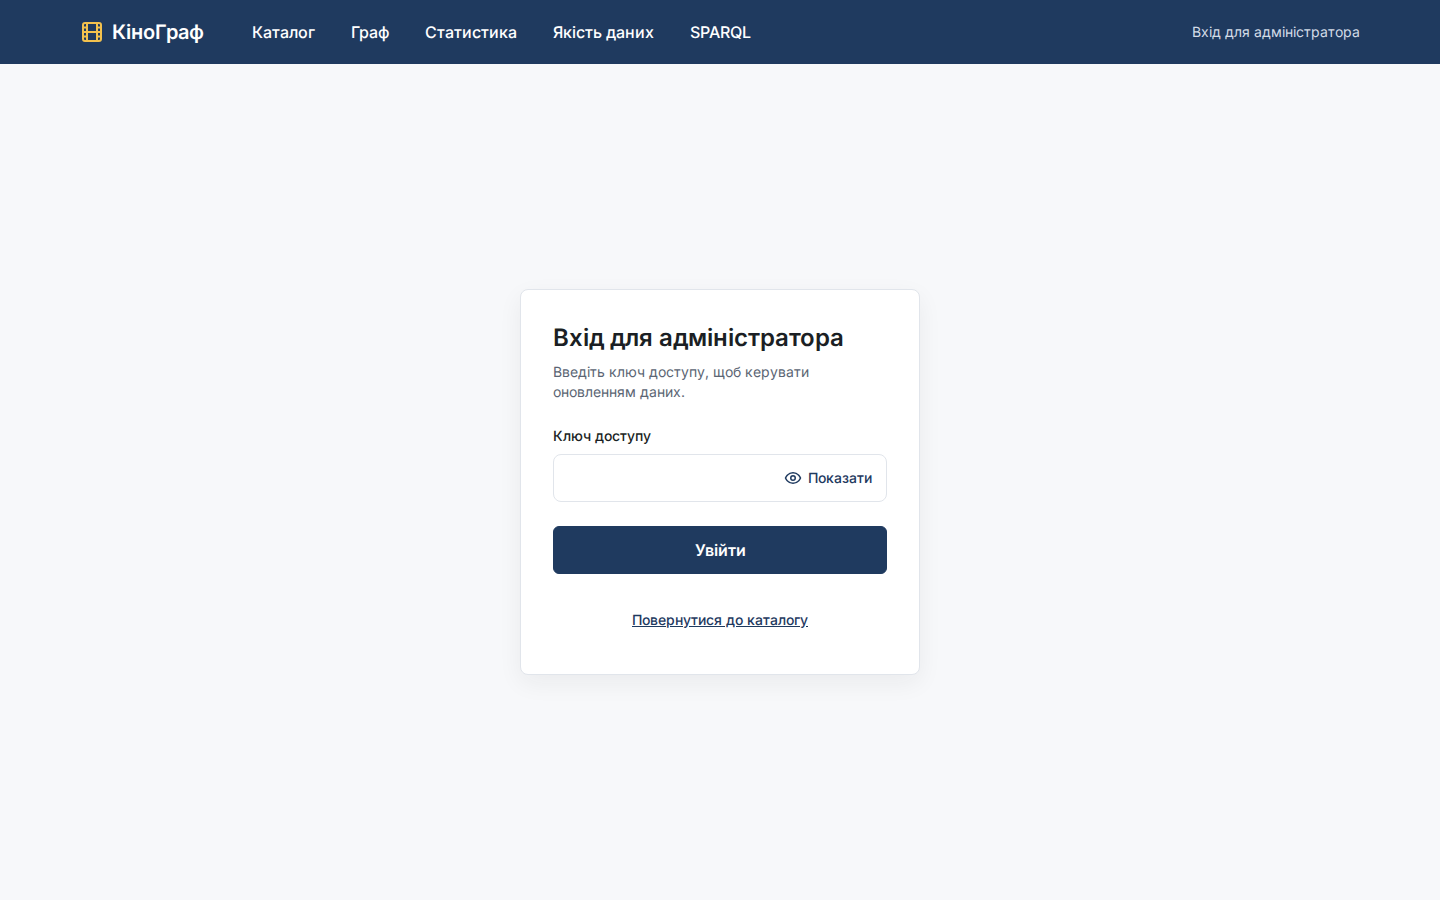 КіноГраф Каталог Граф Статистика Якість даних SPARQL Вхід для адміністратора
Вхід для адміністратора
Введіть ключ доступу, щоб керувати
оновленням даних.
Ключ доступу
Показати
Увійти
Повернутися до каталогу